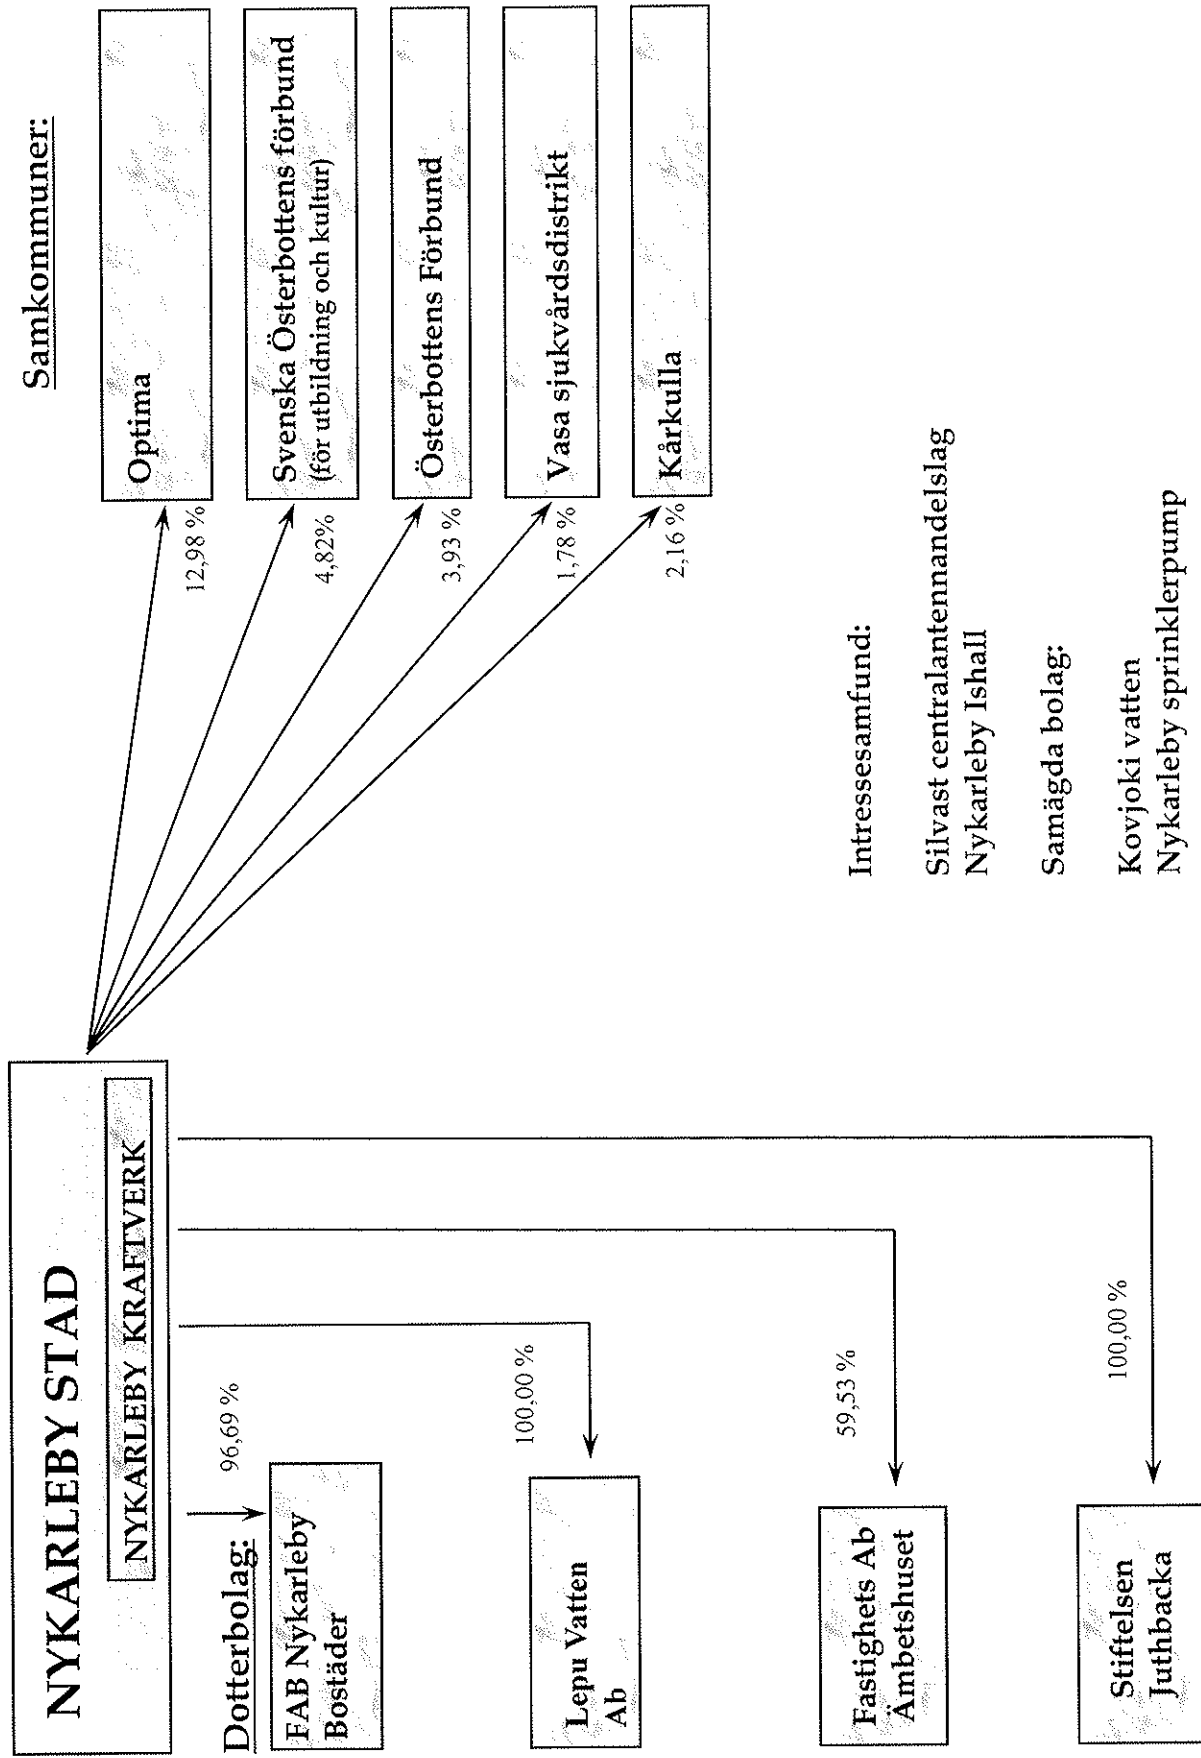 NYKARLEBY STAD
NYKARLEBY KRAFTVERK
Dotterbolag:
96,69 %
FAB Nykarleby
Bostäder
100,00 %
Lepu Vatten
Ab
59,53 %
Fastighets Ab
Ämbetshuset
100,00 %
Stiftelsen
Juthbacka
Samkommuner:
12,98 %
Optima
4,82%
Svenska Österbottens förbund
(för utbildning och kultur)
3,93 %
Österbottens Förbund
1,78 %
Vasa sjukvårdsdistrikt
2,16 %
Kårkulla
Intressesamfund:
Silvast centralantennandelslag
Nykarleby Ishall
Samägda bolag:
Kovjoki vatten
Nykarleby sprinklerpump